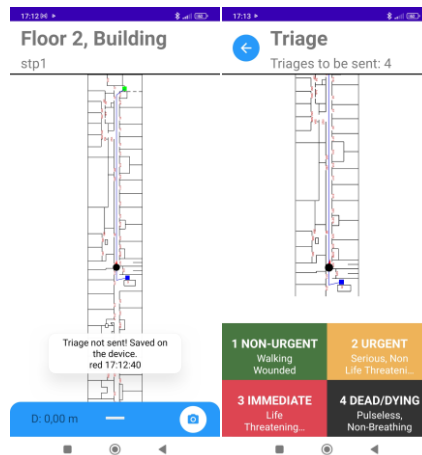 17:12
Floor 2, Building
stp1
Triage not sent! Saved on
the device.
red 17:12:40
D: 0,00 m
17:13
Triage
Triages to be sent: 4
1 NON-URGENT
Walking
Wounded
2 URGENT
Serious, Non
Life Threateni...
3 IMMEDIATE
Life
Threatening...
4 DEAD/DYING
Pulseless,
Non-Breathing